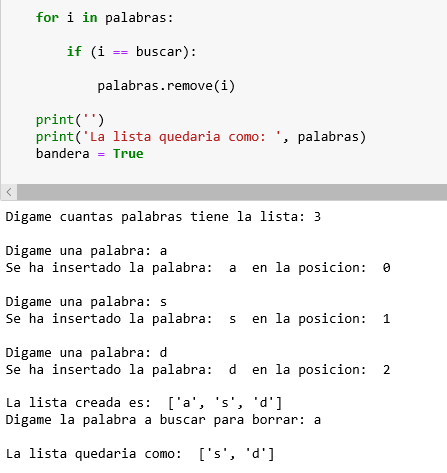 for i in palabras:
if (i == buscar):
palabras.remove(i)
print('')
print('La lista quedaria como: ', palabras)
bandera = True
Digame cuantas palabras tiene la lista: 3
Digame una palabra: a
Se ha insertado la palabra:  a  en la posicion:  0
Digame una palabra: s
Se ha insertado la palabra:  s  en la posicion:  1
Digame una palabra: d
Se ha insertado la palabra:  d  en la posicion:  2
La lista creada es:  ['a', 's', 'd']
Digame la palabra a buscar para borrar: a
La lista quedaria como:  ['s', 'd']